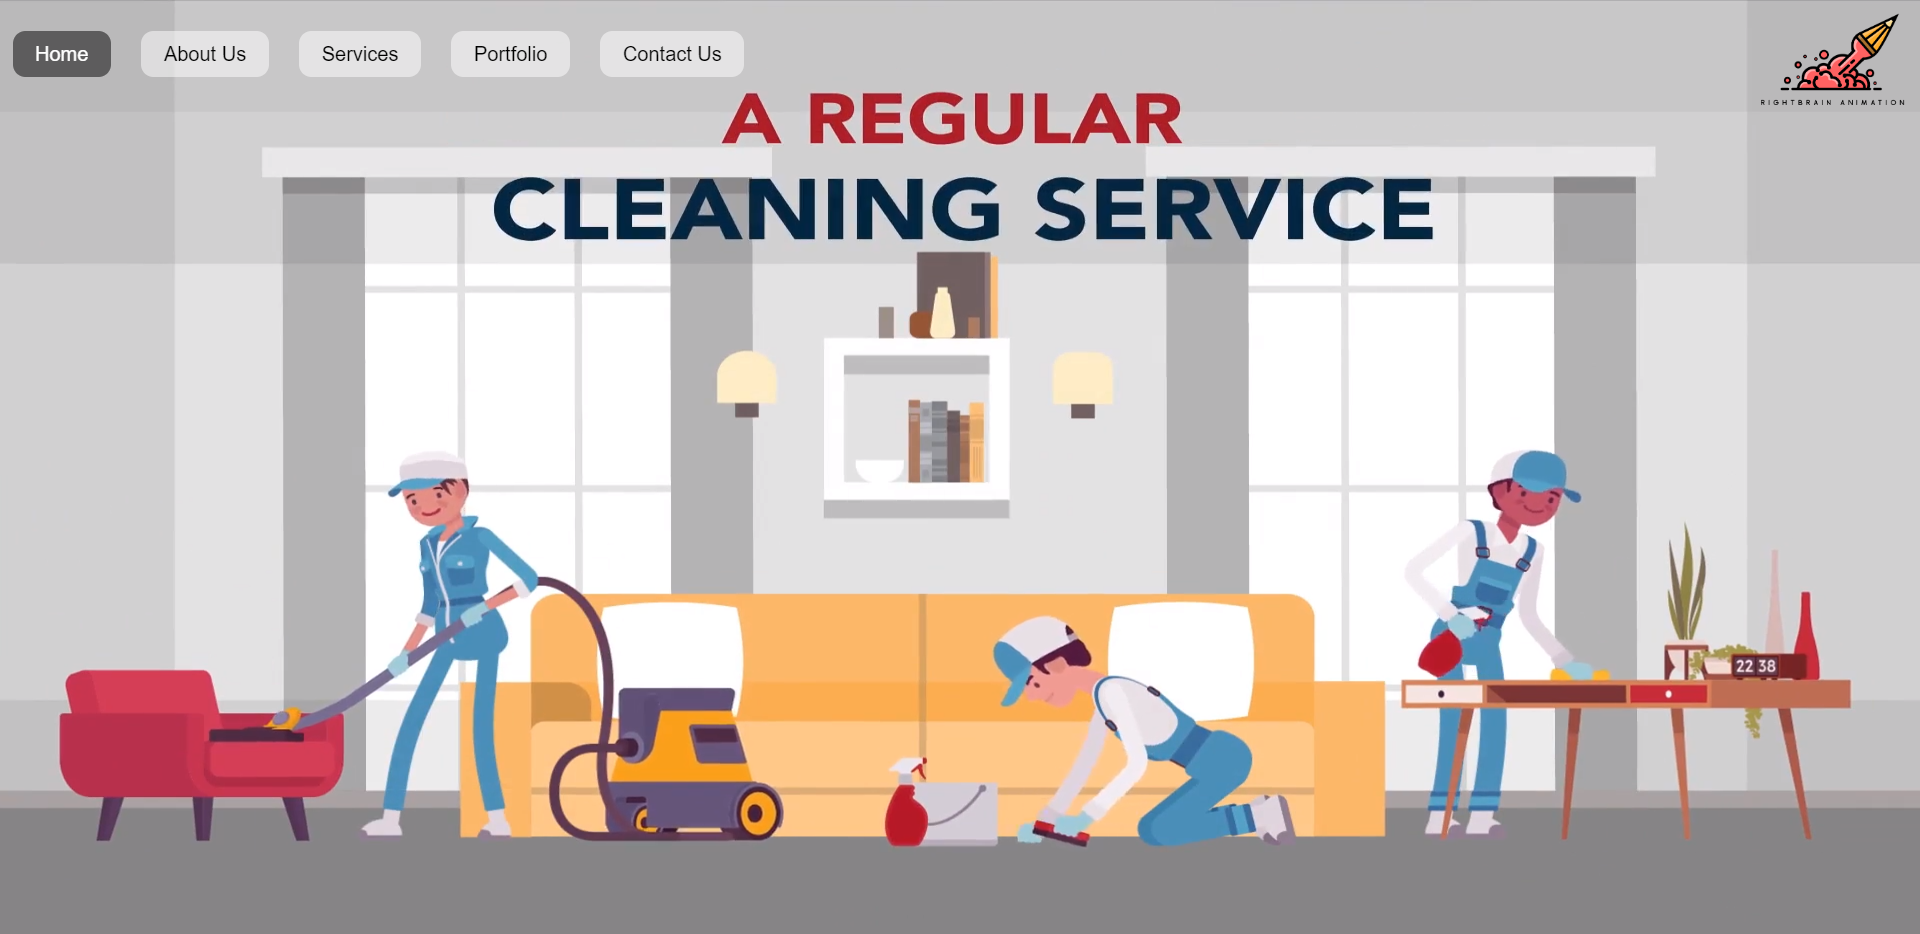 Home
About Us
Services
Portfolio
Contact Us
RIGHTBRAIN ANIMATION
A REGULAR
CLEANING SERVICE
22 38